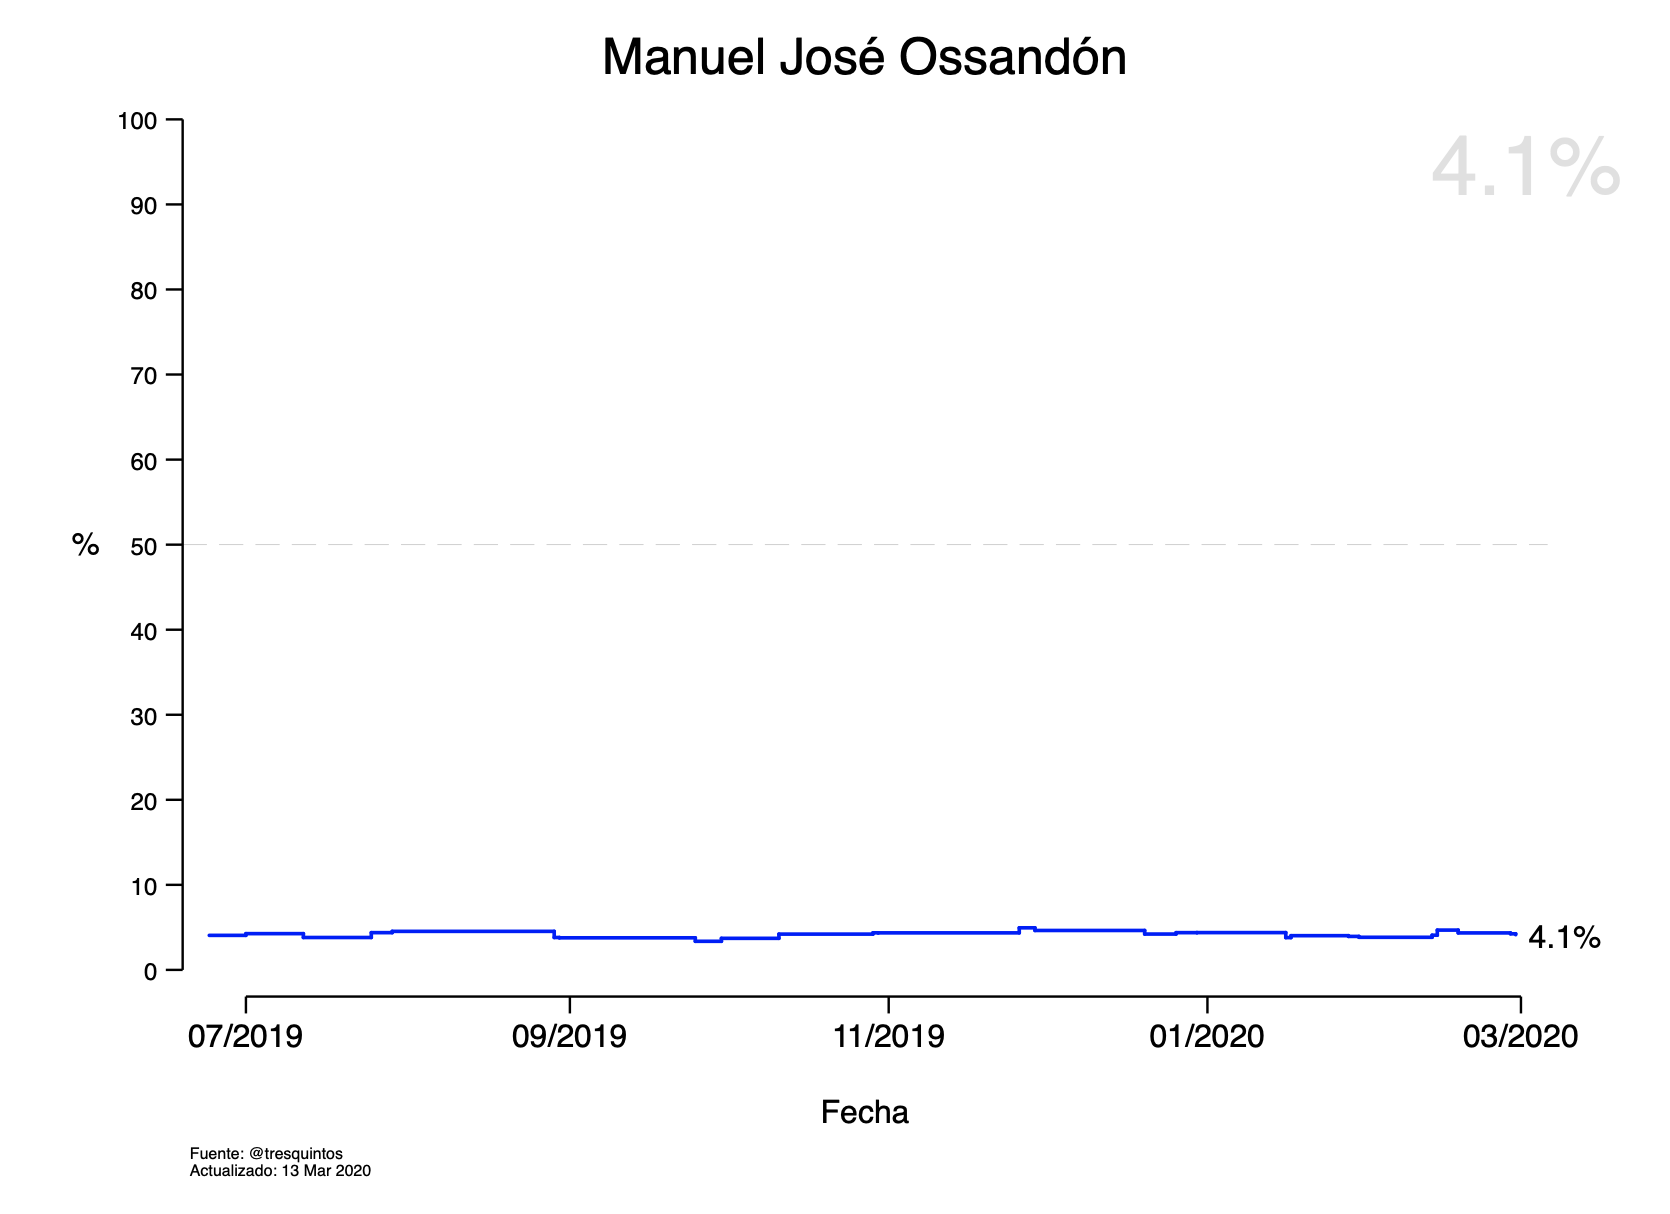 Manuel José Ossandón
4.1%
100
90
80
70
60
50
40
30
20
10
0
%
4.1%
07/2019 09/2019 11/2019 01/2020 03/2020
Fecha
Fuente: @tresquintos
Actualizado: 13 Mar 2020